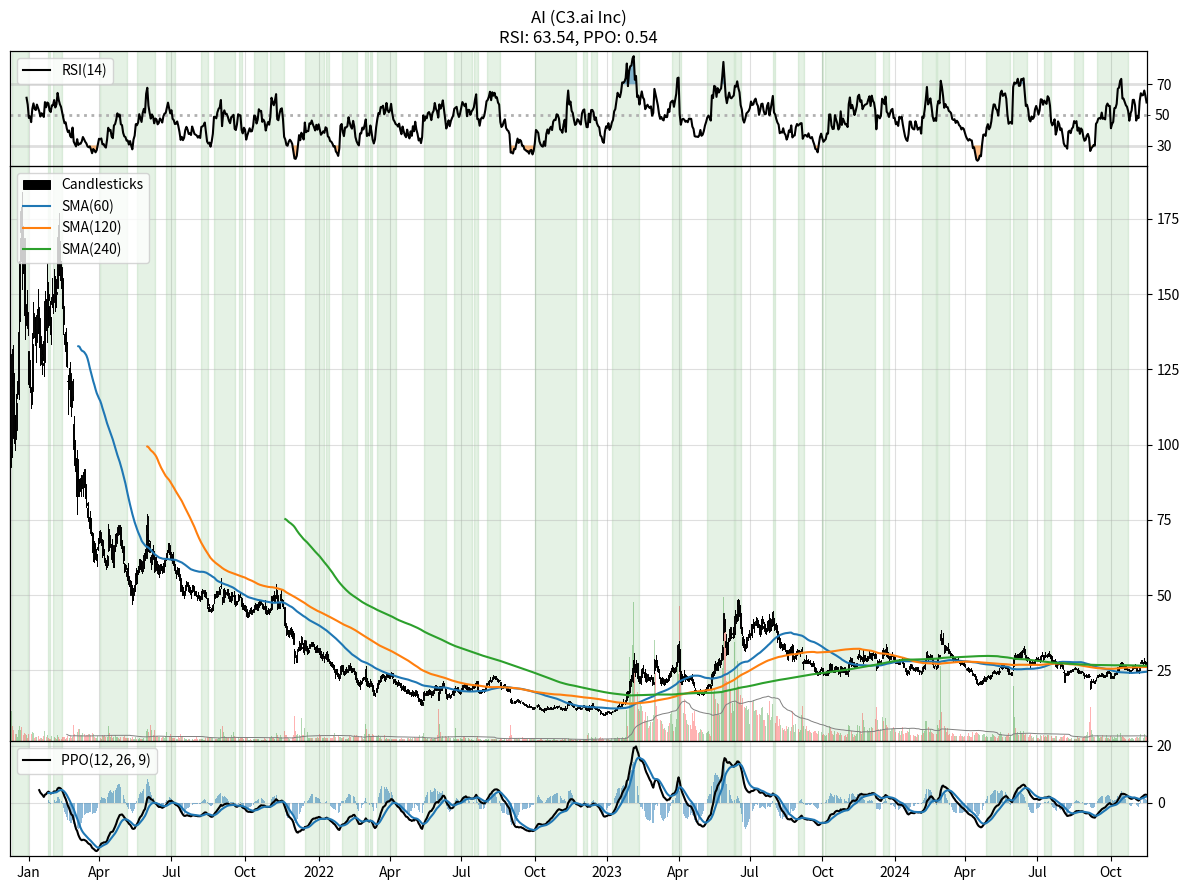 AI (C3.ai Inc)
RSI: 63.54, PPO: 0.54
RSI(14)
70
50
30
Candlesticks
SMA(60)
SMA(120)
SMA(240)
175
150
125
100
75
50
25
PPO(12, 26, 9)
20
0
Jan Apr Jul Oct 2022 Apr Jul Oct 2023 Apr Jul Oct 2024 Apr Jul Oct